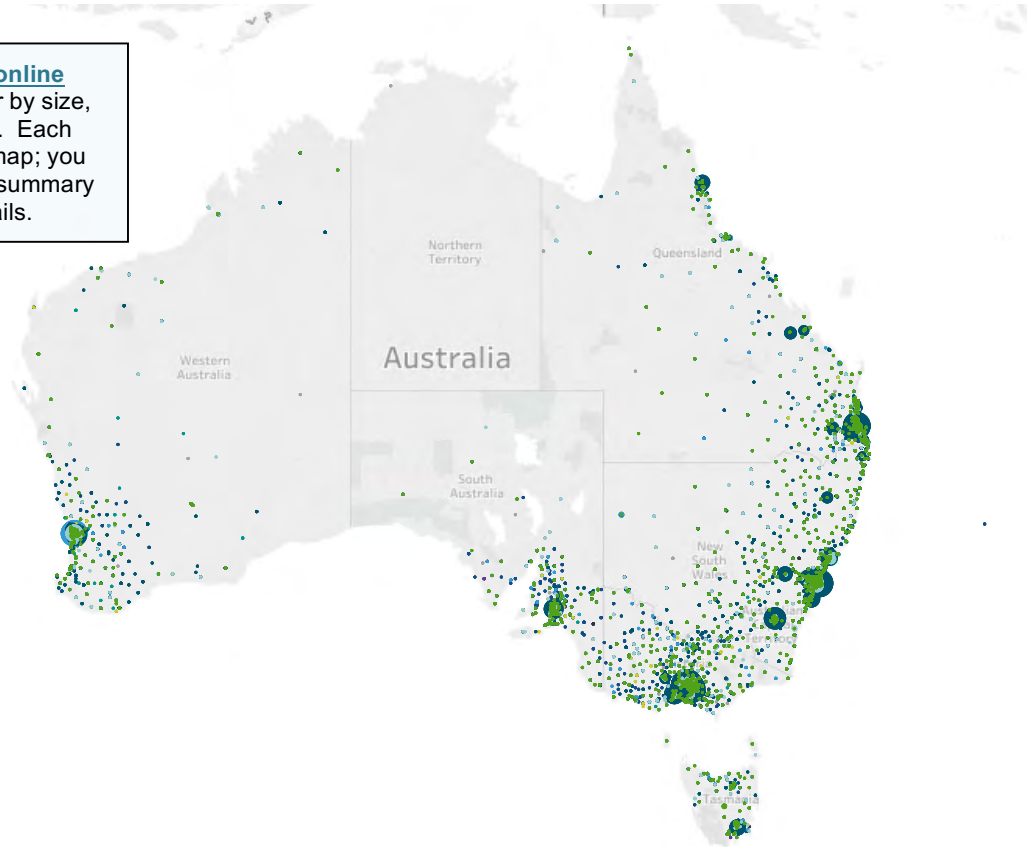 online
r by size,
. Each
map; you
summary
ails.
Northern
Territory
Queensland
Australia
Western
Australia
South
Australia
New
South
Wales
Tasmania